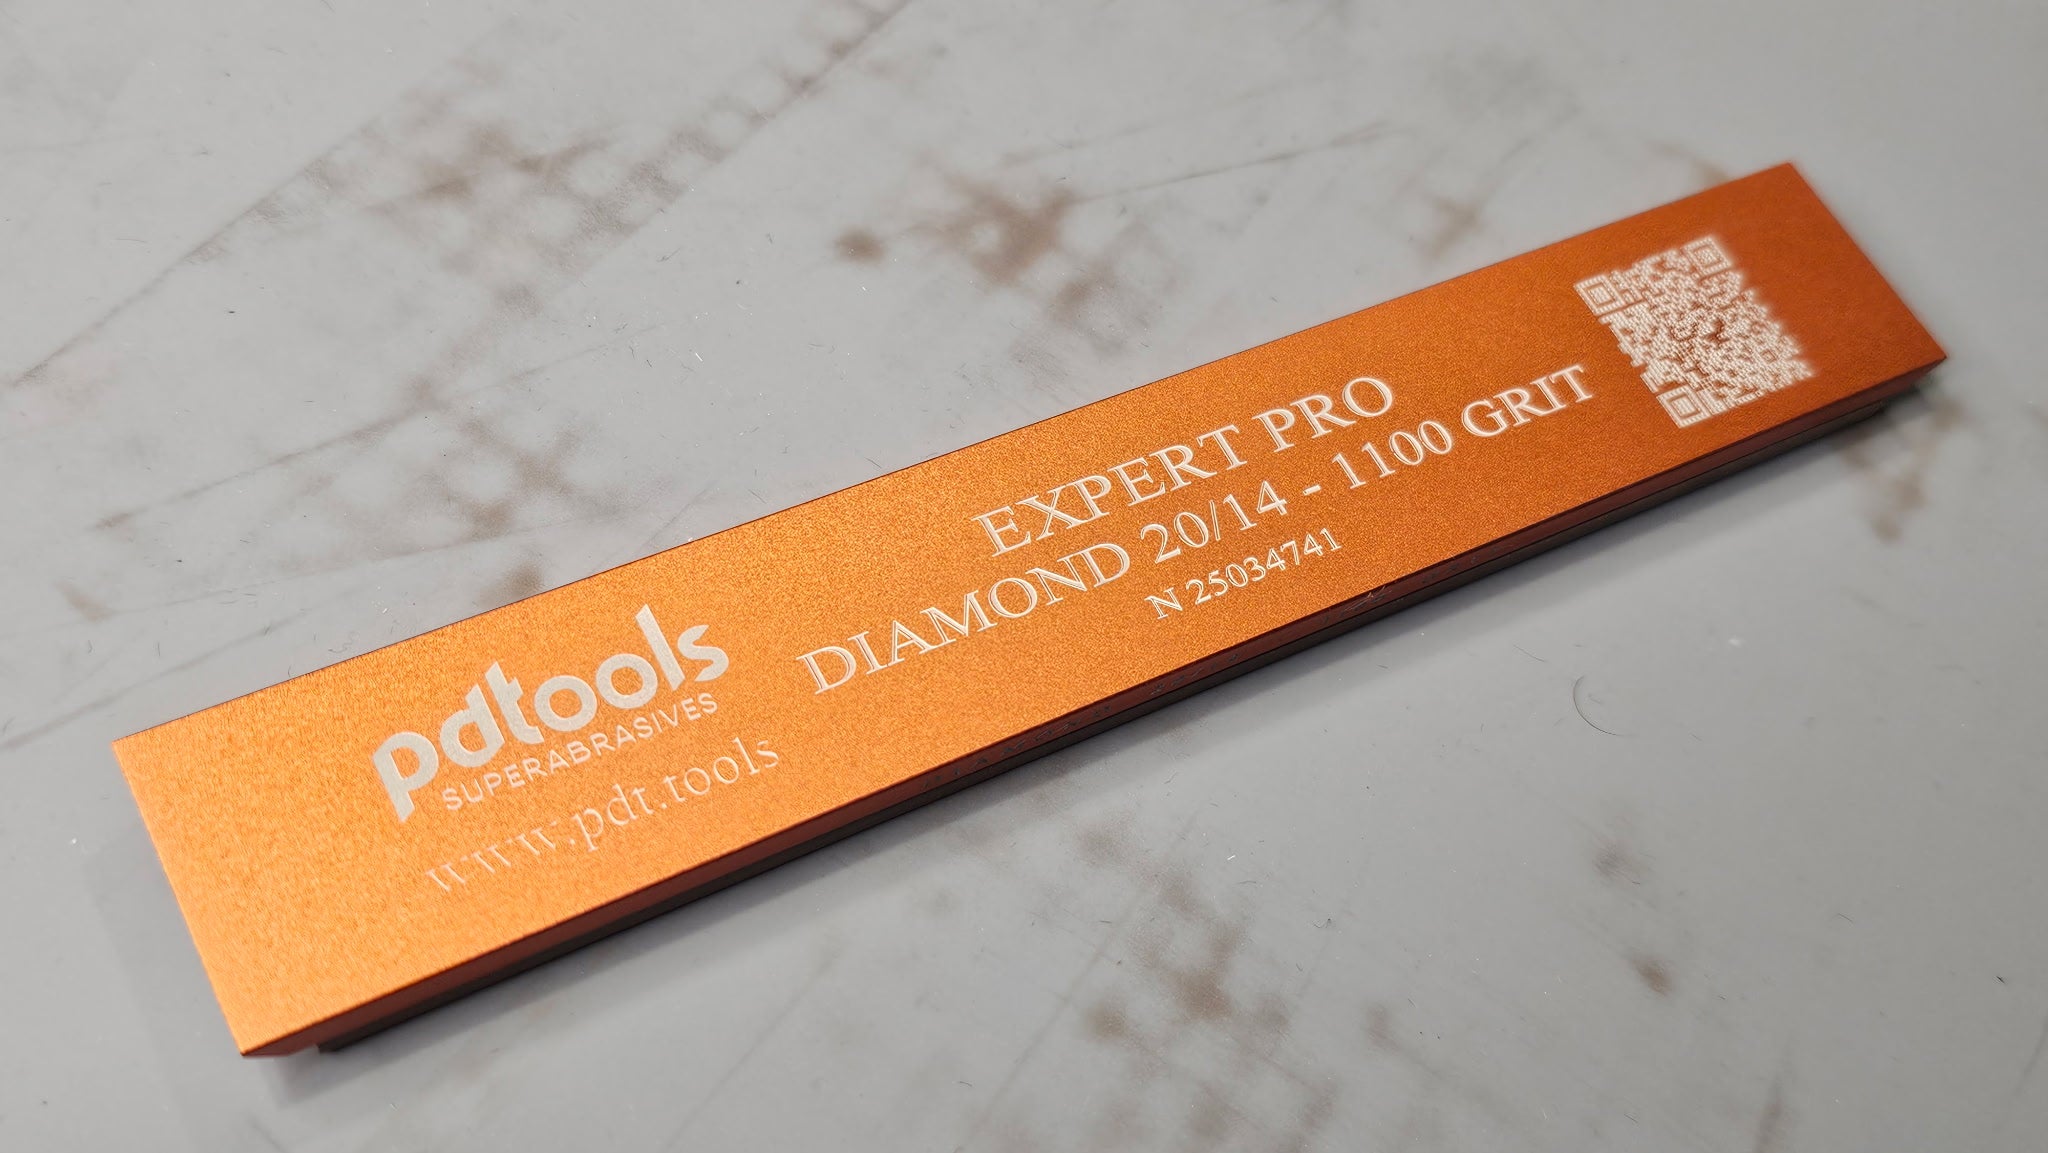 pdtools
SUPERABRASIVES
www.pdt.tools
EXPERT PRO
DIAMOND 20/14 - 1100 GRIT
N 25034741